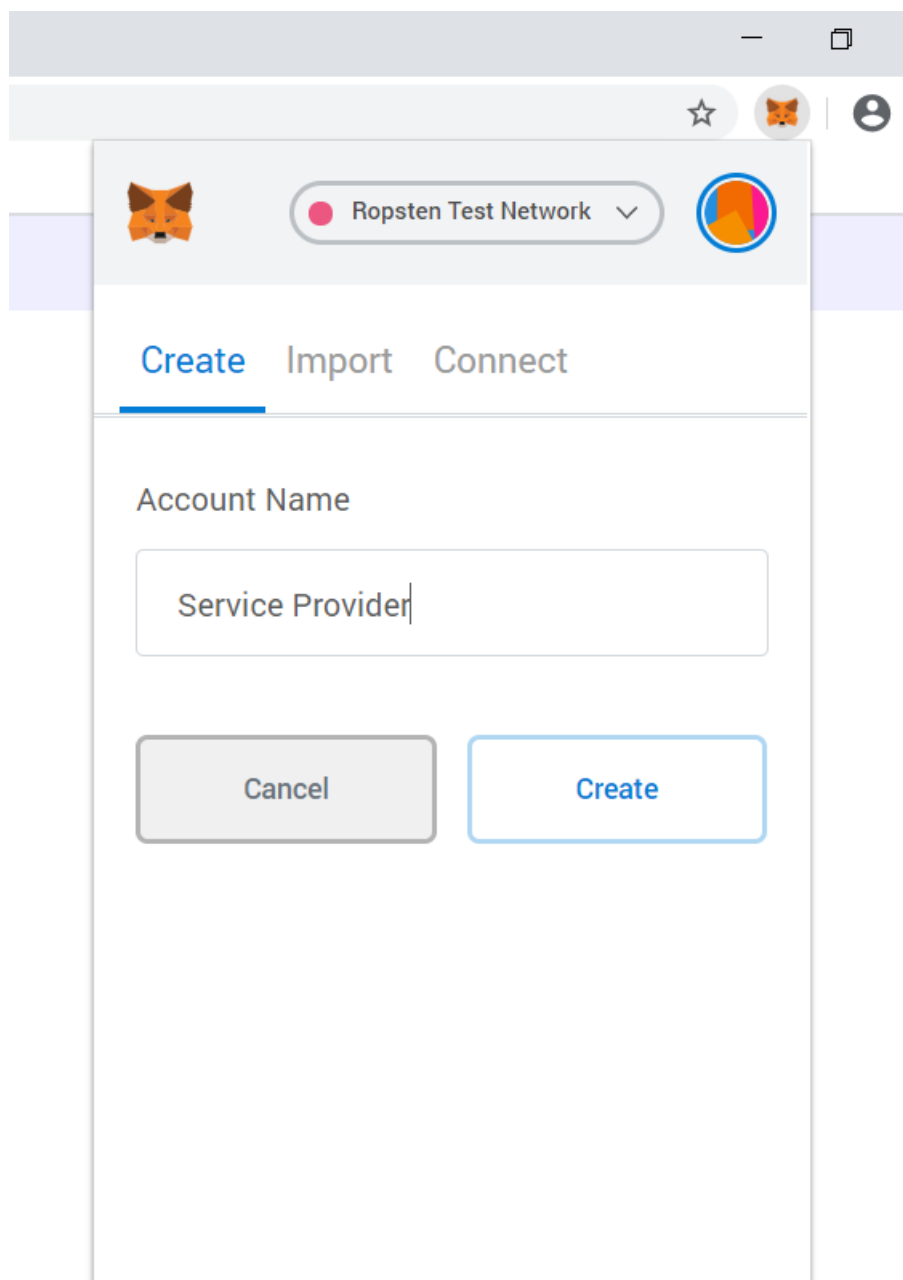 Ropsten Test Network
Create Import Connect
Account Name
Service Provider
Cancel Create